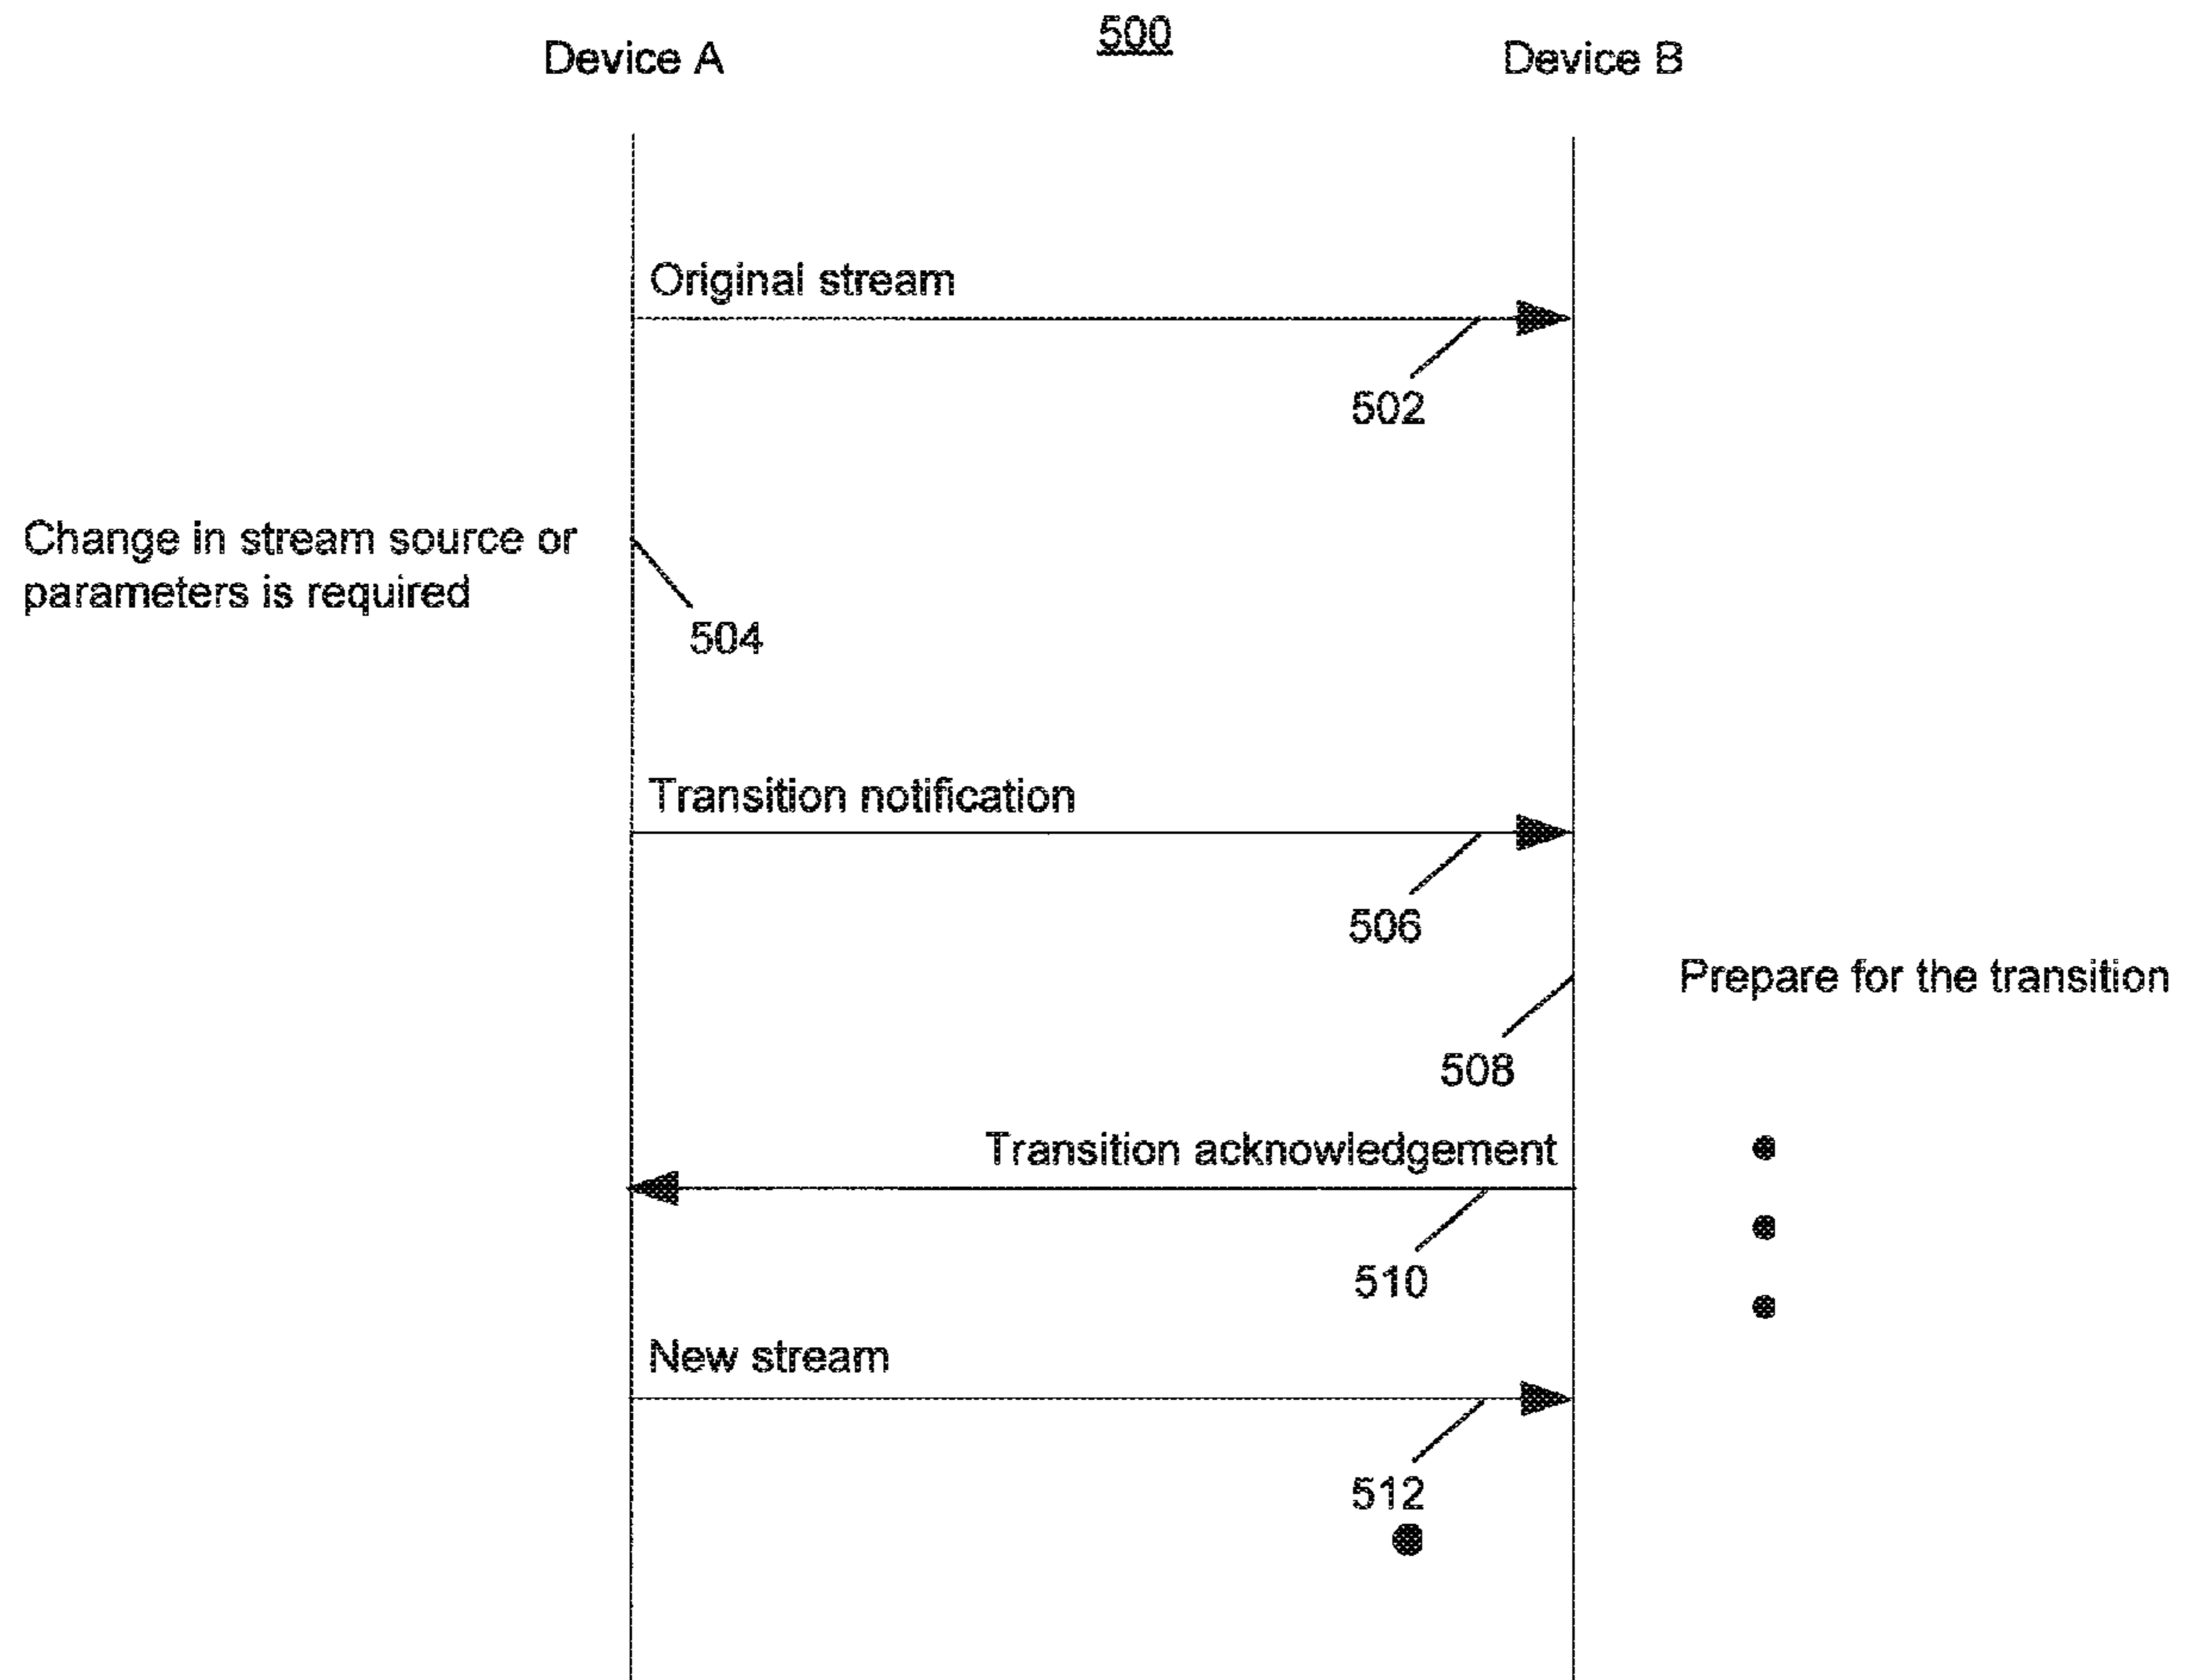 500
Device A
Device B
Original stream
502
Change in stream source or
parameters is required
504
Transition notification
506
Prepare for the transition
508
Transition acknowledgement
510
New stream
512